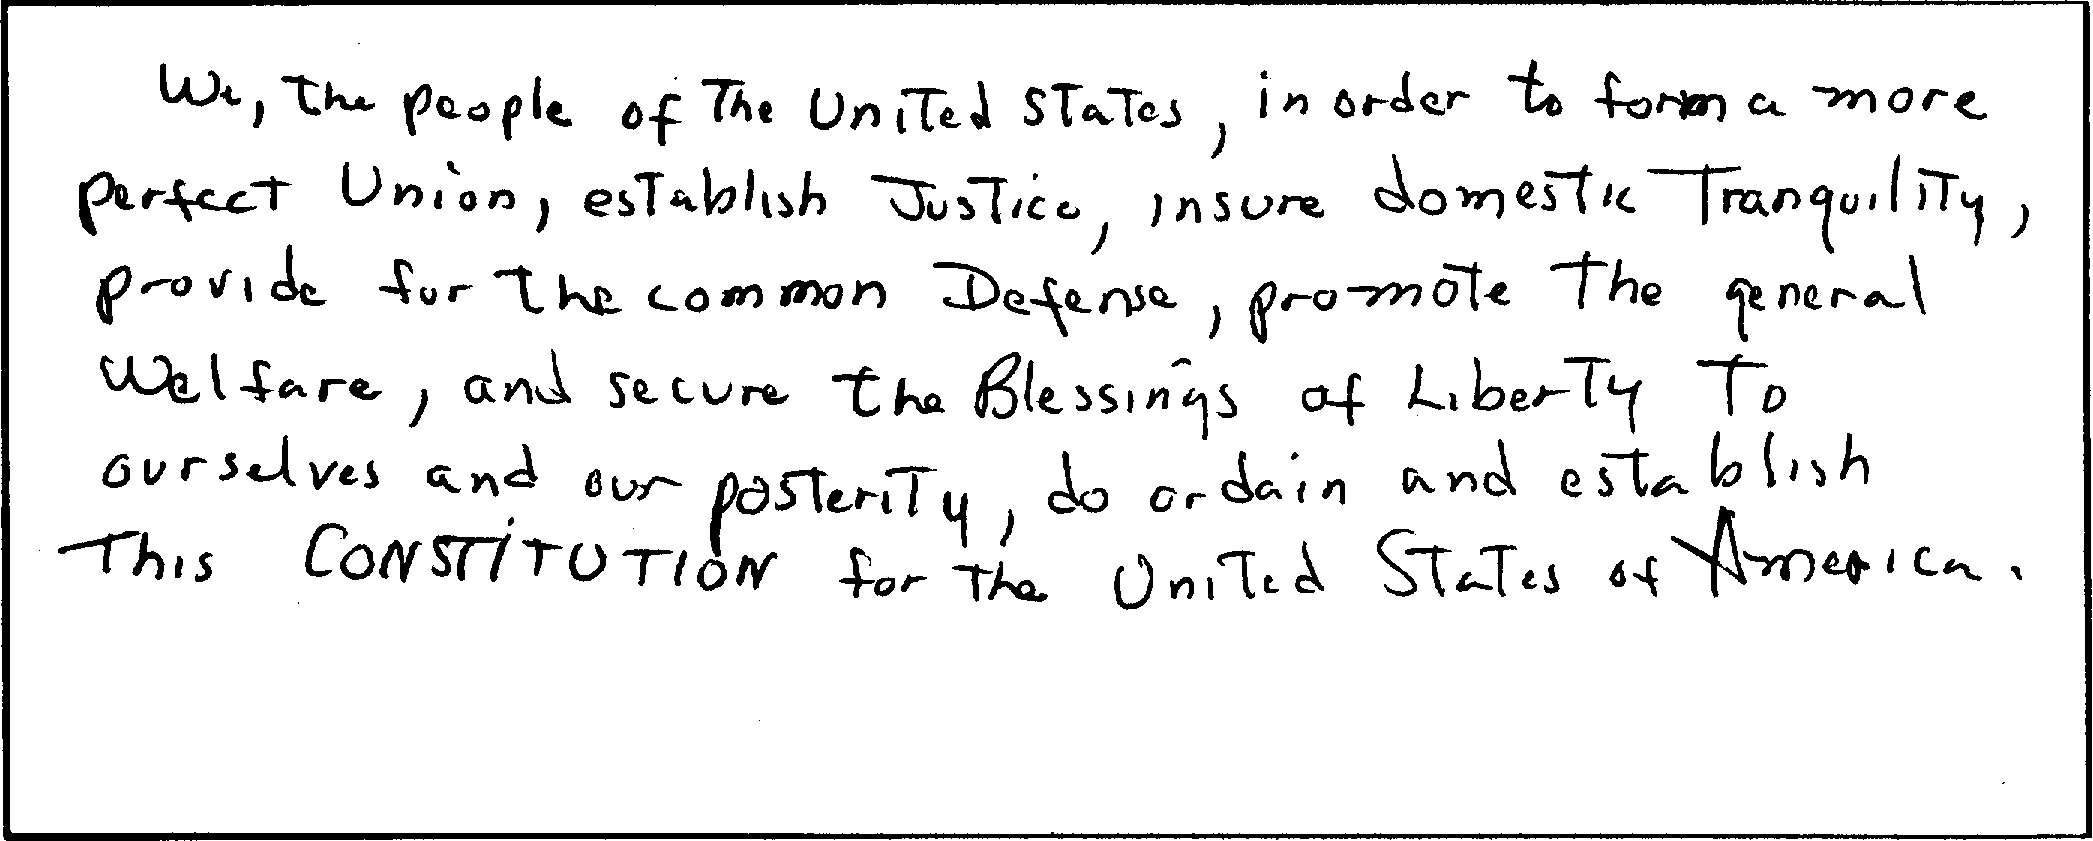 We, the people of the United States, in order to form a more
perfect Union, establish Justice, insure domestic Tranquility,
provide for the common Defense, promote the general
Welfare, and secure the Blessings of Liberty to
ourselves and our posterity, do ordain and establish
This CONSTITUTION for the United States of America.